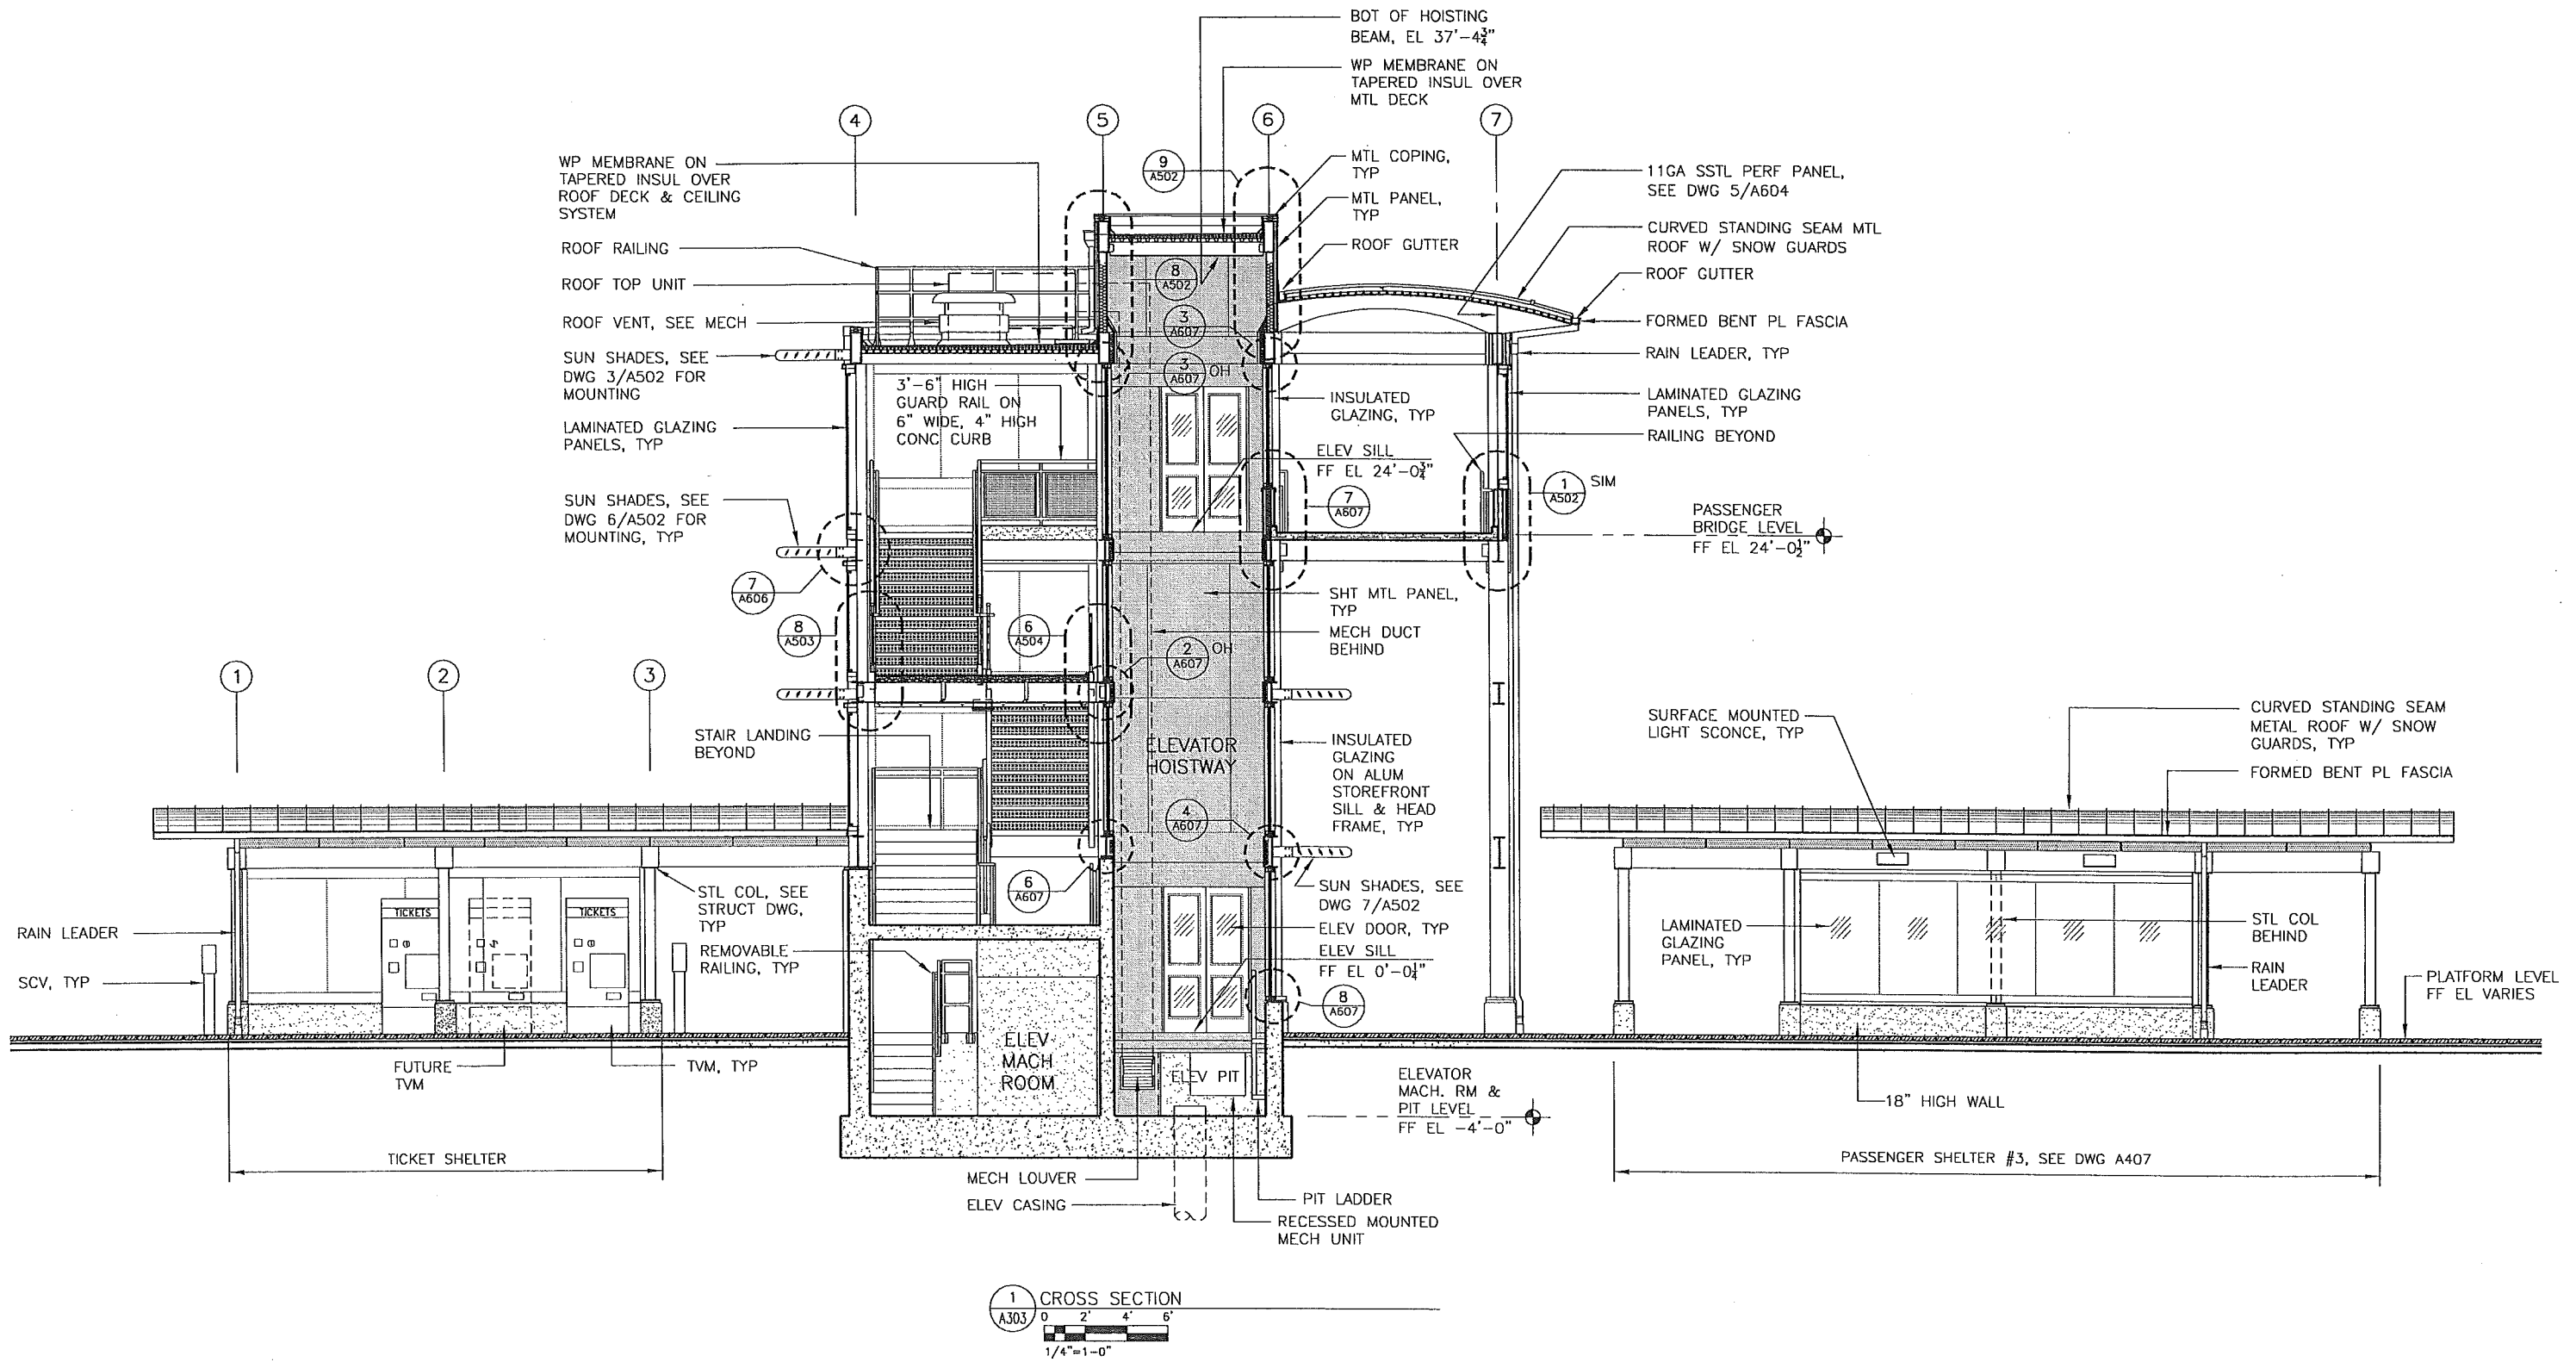 BOT OF HOISTING
BEAM, EL 37'-4¾"
WP MEMBRANE ON
TAPERED INSUL OVER
MTL DECK
4
5
6
7
WP MEMBRANE ON
TAPERED INSUL OVER
ROOF DECK & CEILING
SYSTEM
ROOF RAILING
ROOF TOP UNIT
ROOF VENT, SEE MECH
SUN SHADES, SEE
DWG 3/A502 FOR
MOUNTING
LAMINATED GLAZING
PANELS, TYP
SUN SHADES, SEE
DWG 6/A502 FOR
MOUNTING, TYP
7
A606
8
A503
3'-6" HIGH
GUARD RAIL ON
6" WIDE, 4" HIGH
CONC CURB
6
A504
9
A502
8
A502
3
A607
3
A607
OH
MTL COPING,
TYP
MTL PANEL,
TYP
ROOF GUTTER
11GA SSTL PERF PANEL,
SEE DWG 5/A604
CURVED STANDING SEAM MTL
ROOF W/ SNOW GUARDS
ROOF GUTTER
FORMED BENT PL FASCIA
RAIN LEADER, TYP
LAMINATED GLAZING
PANELS, TYP
RAILING BEYOND
INSULATED
GLAZING, TYP
ELEV SILL
FF EL 24'-0¾"
7
A607
1
A502
SIM
PASSENGER
BRIDGE LEVEL
FF EL 24'-0½"
SHT MTL PANEL,
TYP
MECH DUCT
BEHIND
2
A607
OH
1
2
3
STAIR LANDING
BEYOND
ELEVATOR
HOISTWAY
INSULATED
GLAZING
ON ALUM
STOREFRONT
SILL & HEAD
FRAME, TYP
4
A607
6
A607
SUN SHADES, SEE
DWG 7/A502
ELEV DOOR, TYP
ELEV SILL
FF EL 0'-0¼"
8
A607
SURFACE MOUNTED
LIGHT SCONCE, TYP
CURVED STANDING SEAM
METAL ROOF W/ SNOW
GUARDS, TYP
FORMED BENT PL FASCIA
STL COL, SEE
STRUCT DWG,
TYP
REMOVABLE
RAILING, TYP
TICKETS
TICKETS
RAIN LEADER
SCV, TYP
FUTURE
TVM
TVM, TYP
TICKET SHELTER
ELEV
MACH
ROOM
ELEV PIT
ELEVATOR
MACH. RM &
PIT LEVEL
FF EL -4'-0"
LAMINATED
GLAZING
PANEL, TYP
STL COL
BEHIND
RAIN
LEADER
PLATFORM LEVEL
FF EL VARIES
18" HIGH WALL
PASSENGER SHELTER #3, SEE DWG A407
MECH LOUVER
ELEV CASING
PIT LADDER
RECESSED MOUNTED
MECH UNIT
1
A303
CROSS SECTION
0 2' 4' 6'
1/4"=1-0"